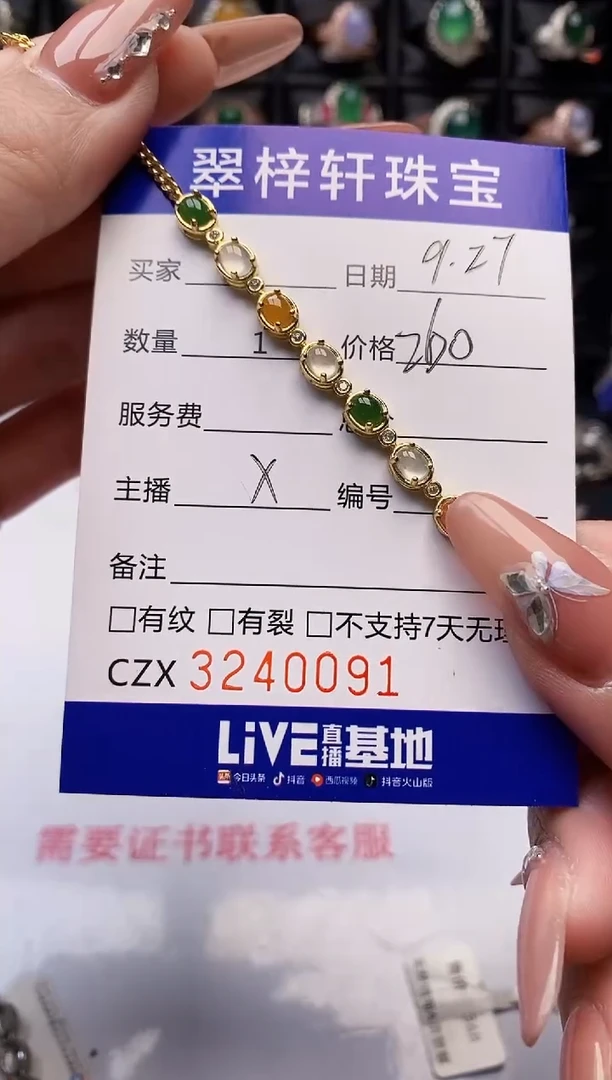 翠梓轩珠宝
买家 日期 9.27
数量 1 价格 260
服务费
主播 X 编号
备注
□有纹 □有裂 □不支持7天无理
CZX 3240091
LiVE直播基地
今日头条 抖音 西瓜视频 抖音火山版
需要证书联系客服